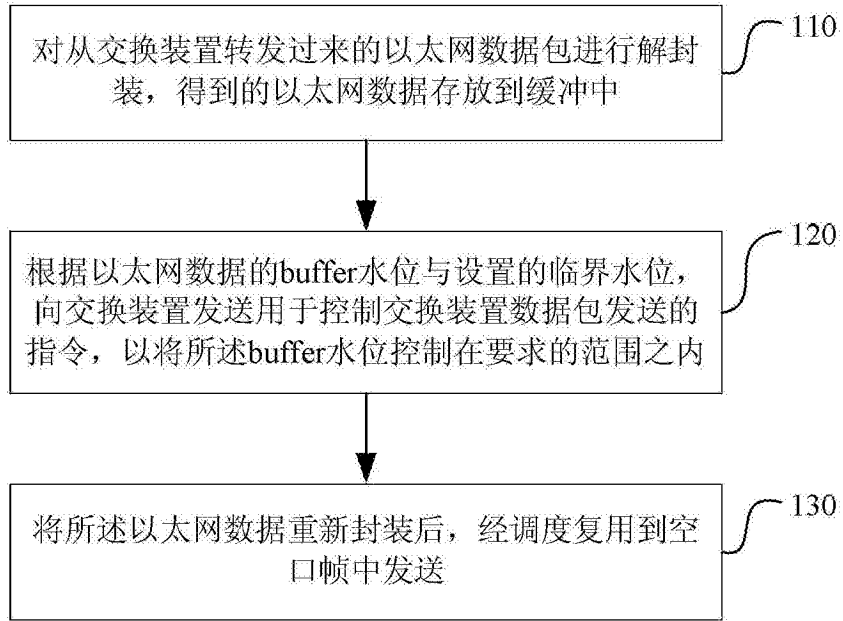 对从交换装置转发过来的以太网数据包进行解封
装，得到的以太网数据存放到缓冲中
110
根据以太网数据的buffer水位与设置的临界水位，
向交换装置发送用于控制交换装置数据包发送的
指令，以将所述buffer水位控制在要求的范围之内
120
将所述以太网数据重新封装后，经调度复用到空
口帧中发送
130